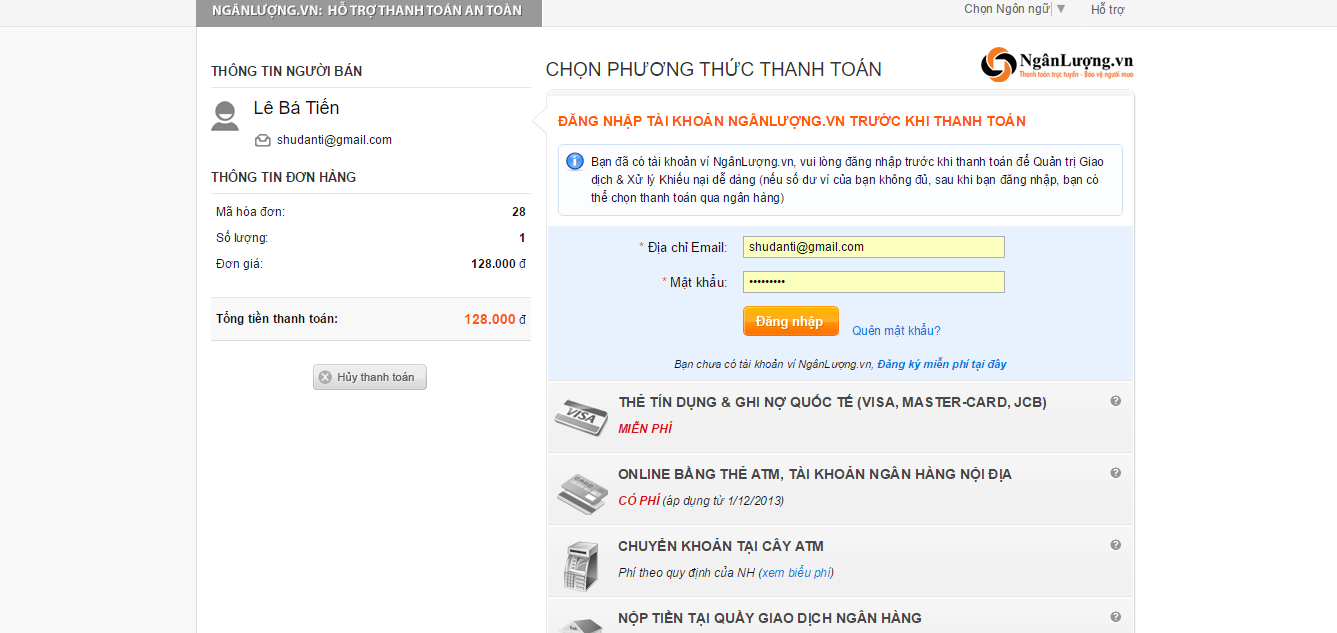 NGÂNLƯỢNG.VN: HỖ TRỢ THANH TOÁN AN TOÀN
Chọn Ngôn ngữ ▼
Hỗ trợ
THÔNG TIN NGƯỜI BÁN
Lê Bá Tiến
shudanti@gmail.com
THÔNG TIN ĐƠN HÀNG
Mã hóa đơn: 28
Số lượng: 1
Đơn giá: 128.000 đ
Tổng tiền thanh toán: 128.000 đ
Hủy thanh toán
CHỌN PHƯƠNG THỨC THANH TOÁN
NgânLượng.vn
Thanh toán trực tuyến - Bảo vệ người mua
ĐĂNG NHẬP TÀI KHOẢN NGÂNLƯỢNG.VN TRƯỚC KHI THANH TOÁN
Bạn đã có tài khoản ví NgânLượng.vn, vui lòng đăng nhập trước khi thanh toán để Quản trị Giao
dịch & Xử lý Khiếu nại dễ dàng (nếu số dư ví của bạn không đủ, sau khi bạn đăng nhập, bạn có
thể chọn thanh toán qua ngân hàng)
* Địa chỉ Email: shudanti@gmail.com
* Mật khẩu: •••••••••
Đăng nhập
Quên mật khẩu?
Bạn chưa có tài khoản ví NgânLượng.vn, Đăng ký miễn phí tại đây
VISA
THẺ TÍN DỤNG & GHI NỢ QUỐC TẾ (VISA, MASTER-CARD, JCB)
MIỄN PHÍ
ONLINE BẰNG THẺ ATM, TÀI KHOẢN NGÂN HÀNG NỘI ĐỊA
CÓ PHÍ (áp dụng từ 1/12/2013)
CHUYỂN KHOẢN TẠI CÂY ATM
Phí theo quy định của NH (xem biểu phí)
NỘP TIỀN TẠI QUẦY GIAO DỊCH NGÂN HÀNG